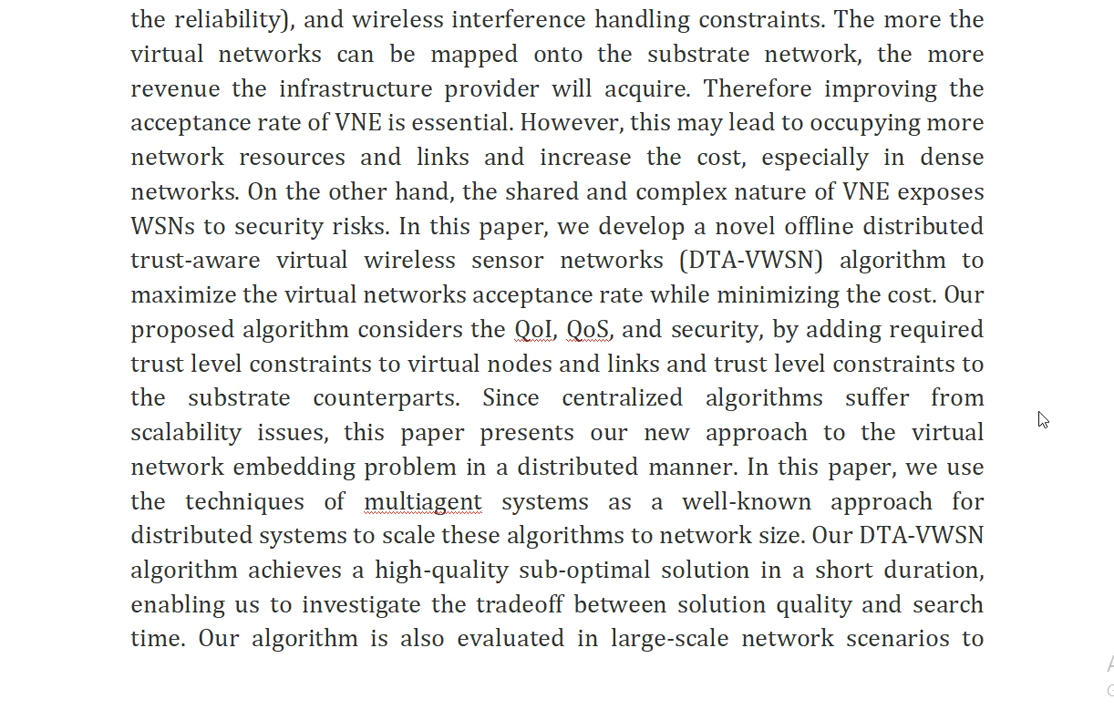 the reliability), and wireless interference handling constraints. The more the
virtual networks can be mapped onto the substrate network, the more
revenue the infrastructure provider will acquire. Therefore improving the
acceptance rate of VNE is essential. However, this may lead to occupying more
network resources and links and increase the cost, especially in dense
networks. On the other hand, the shared and complex nature of VNE exposes
WSNs to security risks. In this paper, we develop a novel offline distributed
trust-aware virtual wireless sensor networks (DTA-VWSN) algorithm to
maximize the virtual networks acceptance rate while minimizing the cost. Our
proposed algorithm considers the QoI, QoS, and security, by adding required
trust level constraints to virtual nodes and links and trust level constraints to
the substrate counterparts. Since centralized algorithms suffer from
scalability issues, this paper presents our new approach to the virtual
network embedding problem in a distributed manner. In this paper, we use
the techniques of multiagent systems as a well-known approach for
distributed systems to scale these algorithms to network size. Our DTA-VWSN
algorithm achieves a high-quality sub-optimal solution in a short duration,
enabling us to investigate the tradeoff between solution quality and search
time. Our algorithm is also evaluated in large-scale network scenarios to